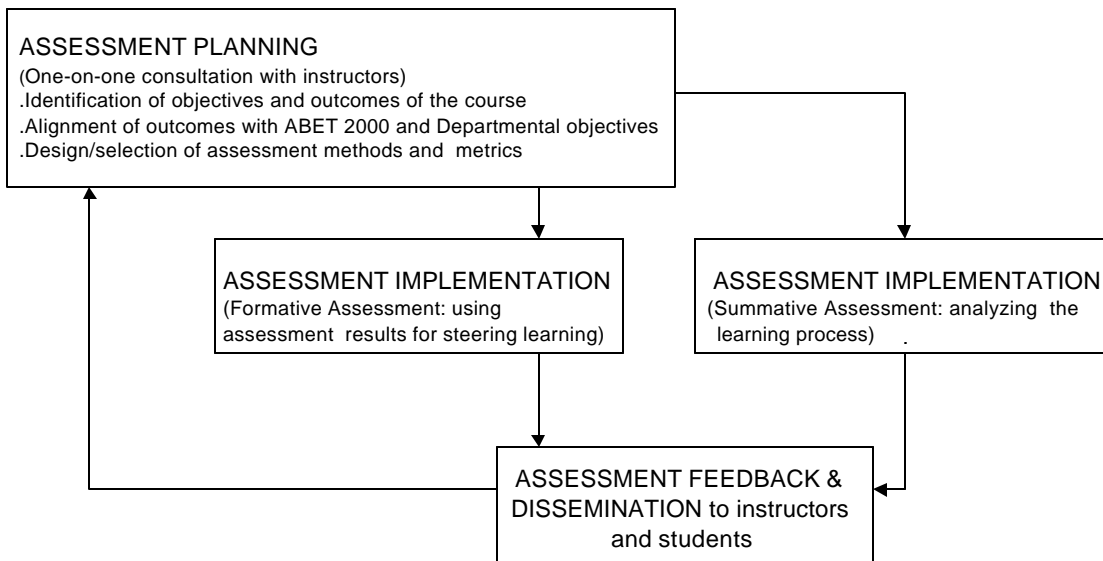 ASSESSMENT PLANNING
(One-on-one consultation with instructors)
.Identification of objectives and outcomes of the course
.Alignment of outcomes with ABET 2000 and Departmental objectives
.Design/selection of assessment methods and metrics
ASSESSMENT IMPLEMENTATION
(Formative Assessment: using
assessment results for steering learning)
ASSESSMENT IMPLEMENTATION
(Summative Assessment: analyzing the
learning process) .
ASSESSMENT FEEDBACK &
DISSEMINATION to instructors
and students